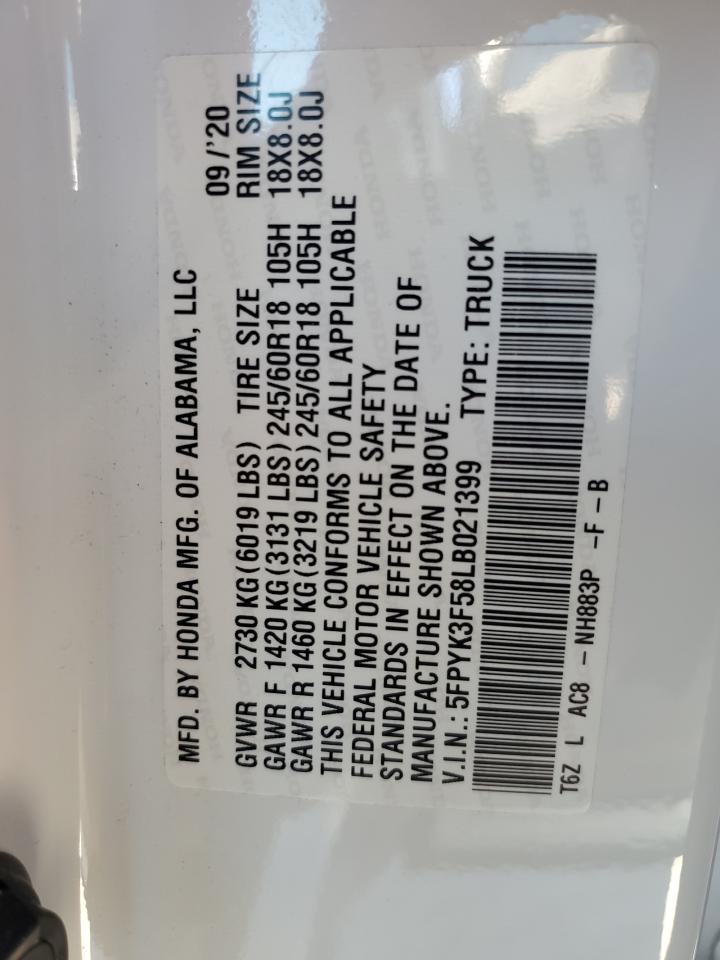 MFD. BY HONDA MFG. OF ALABAMA, LLC 09/'20
GVWR 2730 KG(6019 LBS) TIRE SIZE RIM SIZE
GAWR F 1420 KG(3131 LBS) 245/60R18 105H 18X8.0J
GAWR R 1460 KG(3219 LBS) 245/60R18 105H 18X8.0J
THIS VEHICLE CONFORMS TO ALL APPLICABLE
FEDERAL MOTOR VEHICLE SAFETY
STANDARDS IN EFFECT ON THE DATE OF
MANUFACTURE SHOWN ABOVE.
V.I.N.: 5FPYK3F58LB021399 TYPE: TRUCK
T6Z L AC8 -NH883P -F-B